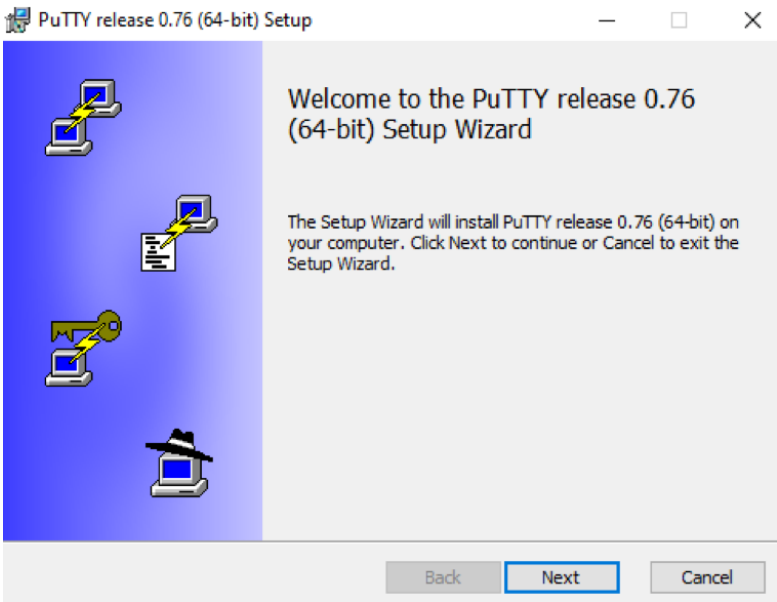 PuTTY release 0.76 (64-bit) Setup
Welcome to the PuTTY release 0.76
(64-bit) Setup Wizard
The Setup Wizard will install PuTTY release 0.76 (64-bit) on
your computer. Click Next to continue or Cancel to exit the
Setup Wizard.
Back
Next
Cancel